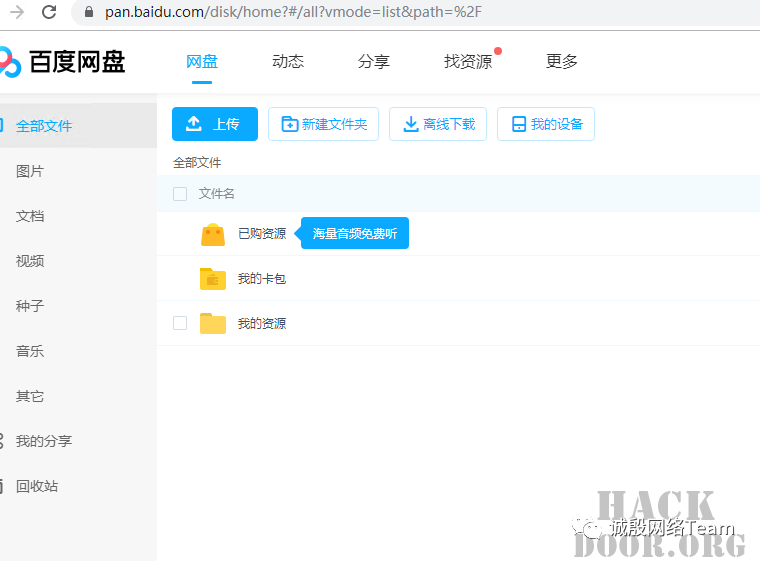 pan.baidu.com/disk/home?#/all?vmode=list&path=%2F
百度网盘 网盘 动态 分享 找资源 更多
全部文件
图片
文档
视频
种子
音乐
其它
我的分享
回收站
上传 新建文件夹 离线下载 我的设备
全部文件
文件名
已购资源 海量音频免费听
我的卡包
我的资源
HACK
诚殷网络Team
DOOR.ORG